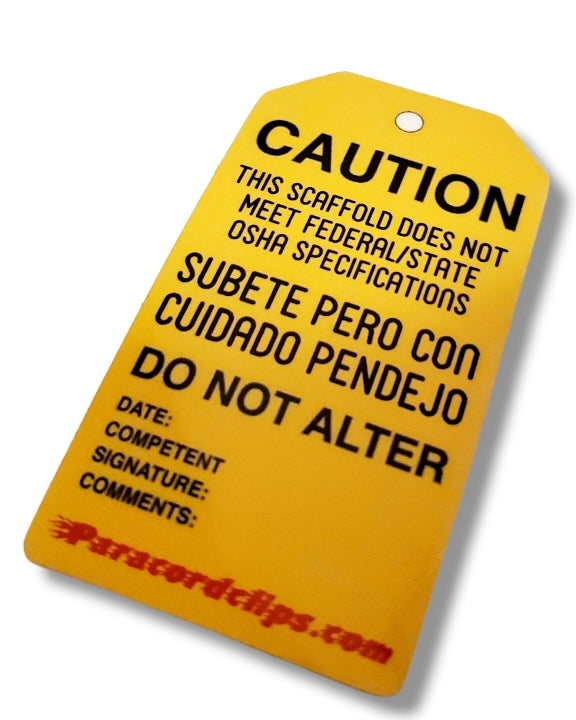 CAUTION
THIS SCAFFOLD DOES NOT
MEET FEDERAL/STATE
OSHA SPECIFICATIONS
SUBETE PERO CON
CUIDADO PENDEJO
DO NOT ALTER
DATE:
COMPETENT
SIGNATURE:
COMMENTS:
Paracordclips.com